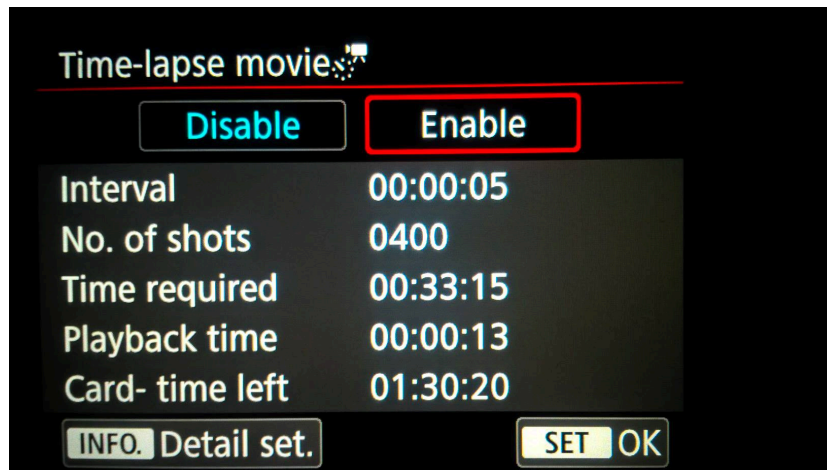 Time-lapse movie
Disable Enable
Interval 00:00:05
No. of shots 0400
Time required 00:33:15
Playback time 00:00:13
Card- time left 01:30:20
INFO. Detail set. SET OK